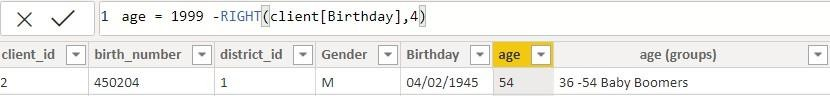 1 age = 1999 -RIGHT(client[Birthday],4)
client_id birth_number district_id Gender Birthday age age (groups)
2 450204 1 M 04/02/1945 54 36 -54 Baby Boomers